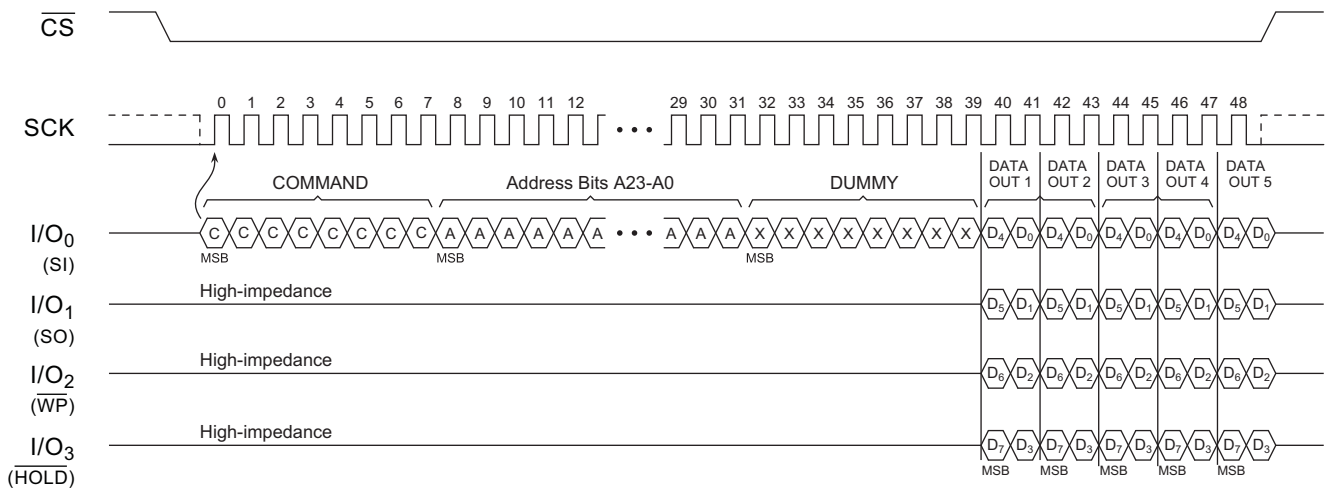 CS
0 1 2 3 4 5 6 7 8 9 10 11 12 29 30 31 32 33 34 35 36 37 38 39 40 41 42 43 44 45 46 47 48
SCK • • •
COMMAND Address Bits A23-A0 DUMMY
DATA OUT 1 DATA OUT 2 DATA OUT 3 DATA OUT 4 DATA OUT 5
I/O0 C C C C C C C C A A A A A A • • • A A A X X X X X X X X D4 D0 D4 D0 D4 D0 D4 D0 D4 D0
(SI) MSB MSB MSB
High-impedance
I/O1 D5 D1 D5 D1 D5 D1 D5 D1 D5 D1
(SO)
High-impedance
I/O2 D6 D2 D6 D2 D6 D2 D6 D2 D6 D2
(WP)
High-impedance
I/O3 D7 D3 D7 D3 D7 D3 D7 D3 D7 D3
(HOLD) MSB MSB MSB MSB MSB